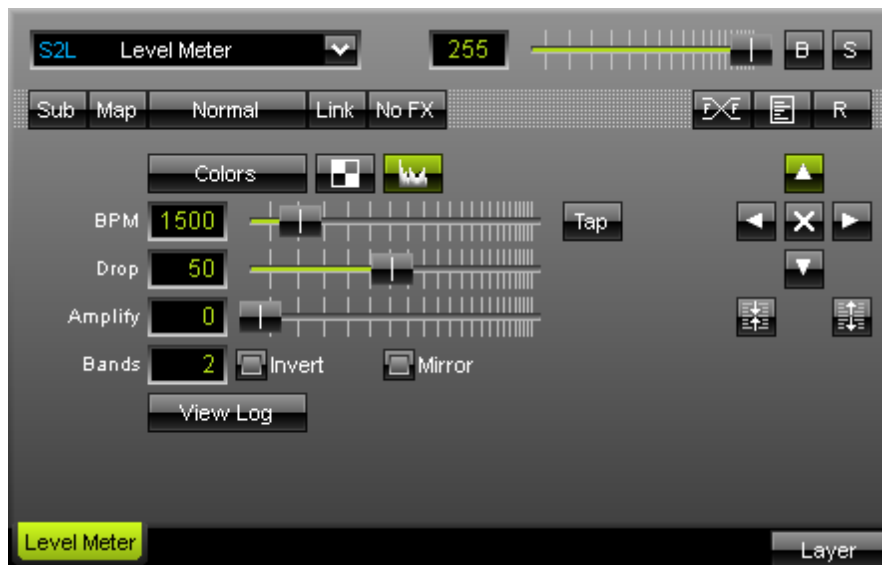 S2L Level Meter 255 B S
Sub Map Normal Link No FX R
Colors
BPM 1500 Tap
Drop 50
Amplify 0
Bands 2 Invert Mirror
View Log
Level Meter Layer